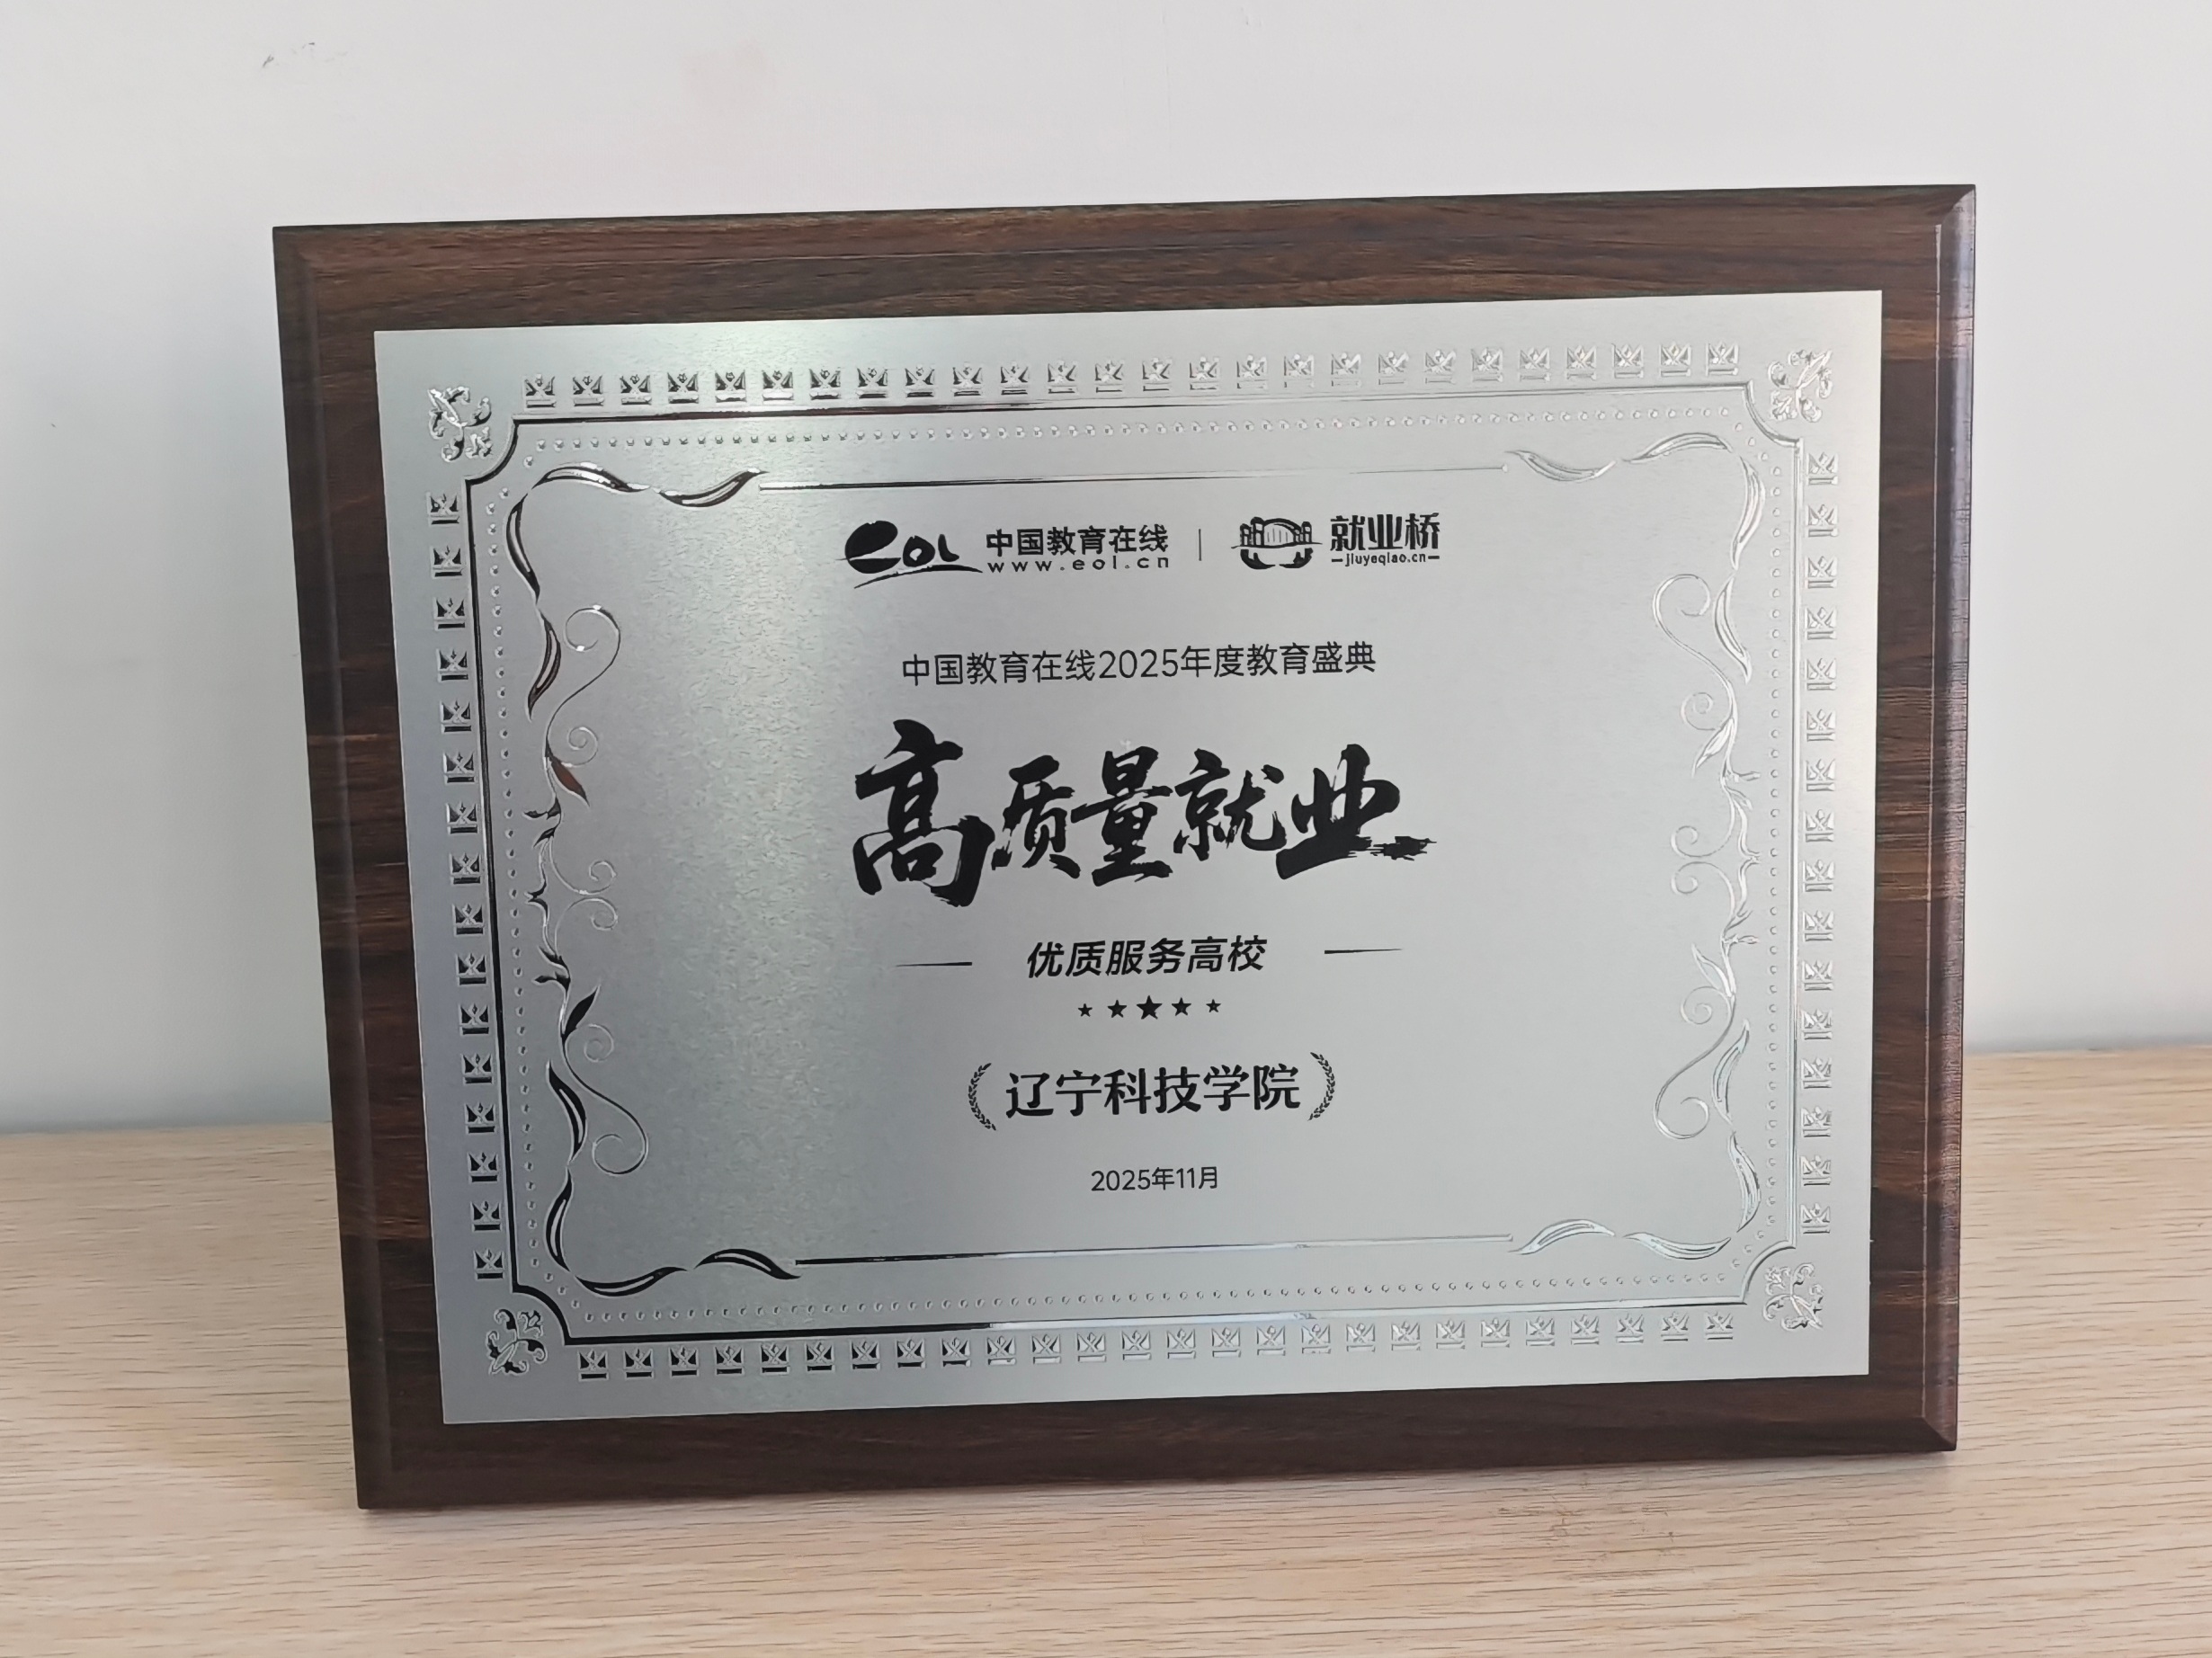 eol 中国教育在线 | 就业桥
www.eol.cn jiuyeqiao.cn
中国教育在线2025年度教育盛典
高质量就业
优质服务高校
辽宁科技学院
2025年11月